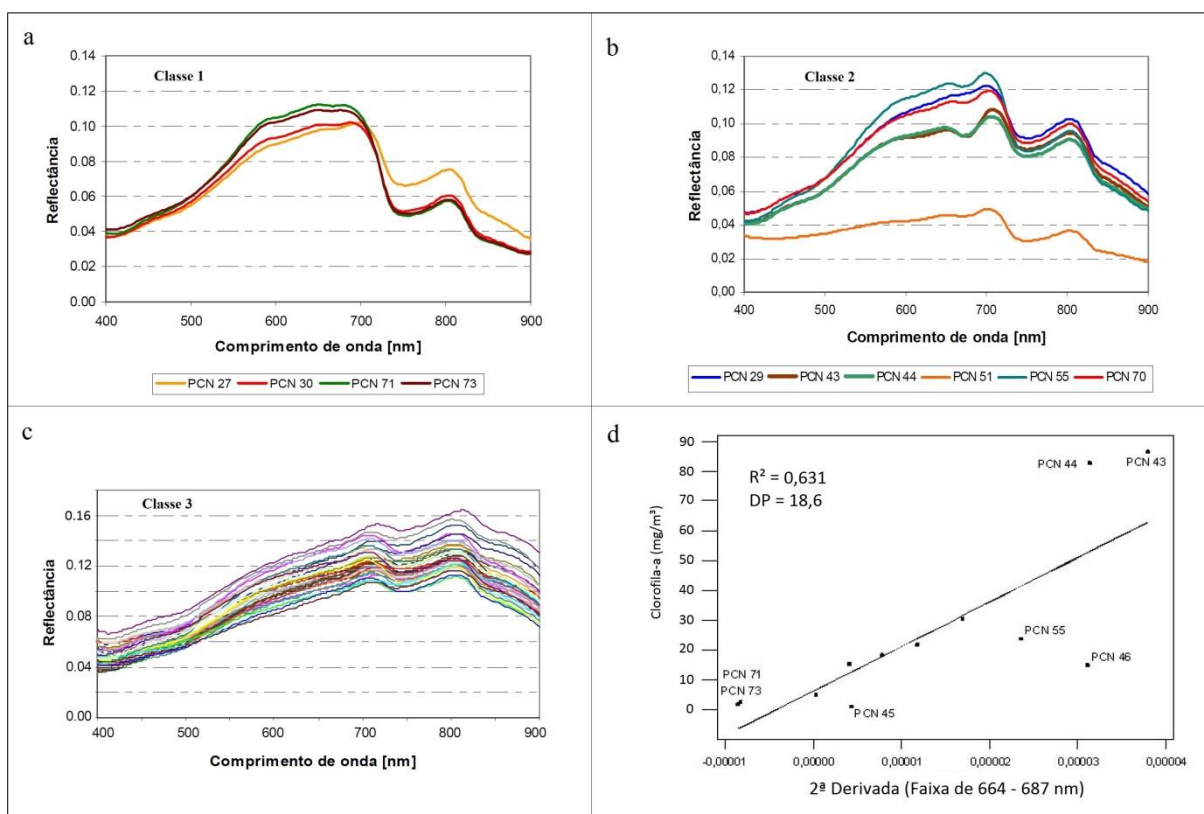 a
Classe 1
Reflectância
0.14
0.12
0.10
0.08
0.06
0.04
0.02
0.00
400 500 600 700 800 900
Comprimento de onda [nm]
PCN 27 PCN 30 PCN 71 PCN 73
b
Classe 2
Reflectância
0.14
0,12
0,10
0,08
0,06
0,04
0,02
0,00
400 500 600 700 800 900
Comprimento de onda [nm]
PCN 29 PCN 43 PCN 44 PCN 51 PCN 55 PCN 70
c
Classe 3
Reflectância
0.16
0.12
0.08
0.04
0.00
400 500 600 700 800 900
Comprimento de onda [nm]
d
Clorofila-a (mg/m³)
90
80
70
60
50
40
30
20
10
0
R² = 0,631
DP = 18,6
PCN 44 PCN 43
PCN 55
PCN 46
PCN 71
PCN 73
PCN 45
-0,00001 0,00000 0,00001 0,00002 0,00003 0,00004
2ª Derivada (Faixa de 664 - 687 nm)